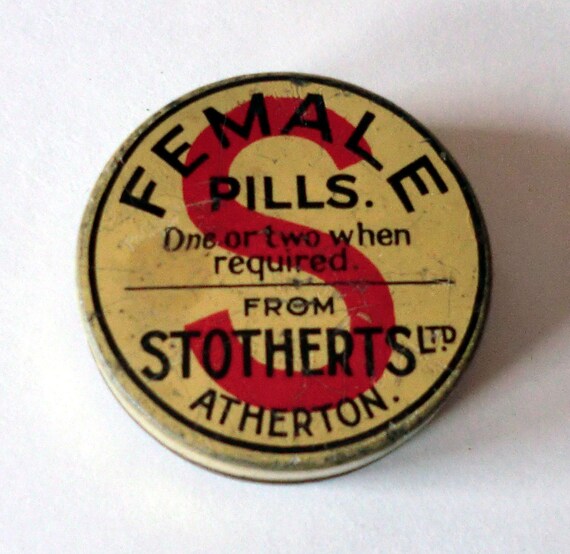 FEMALE
PILLS.
One or two when
required.
FROM
STOTHERTS LTD
ATHERTON.
S